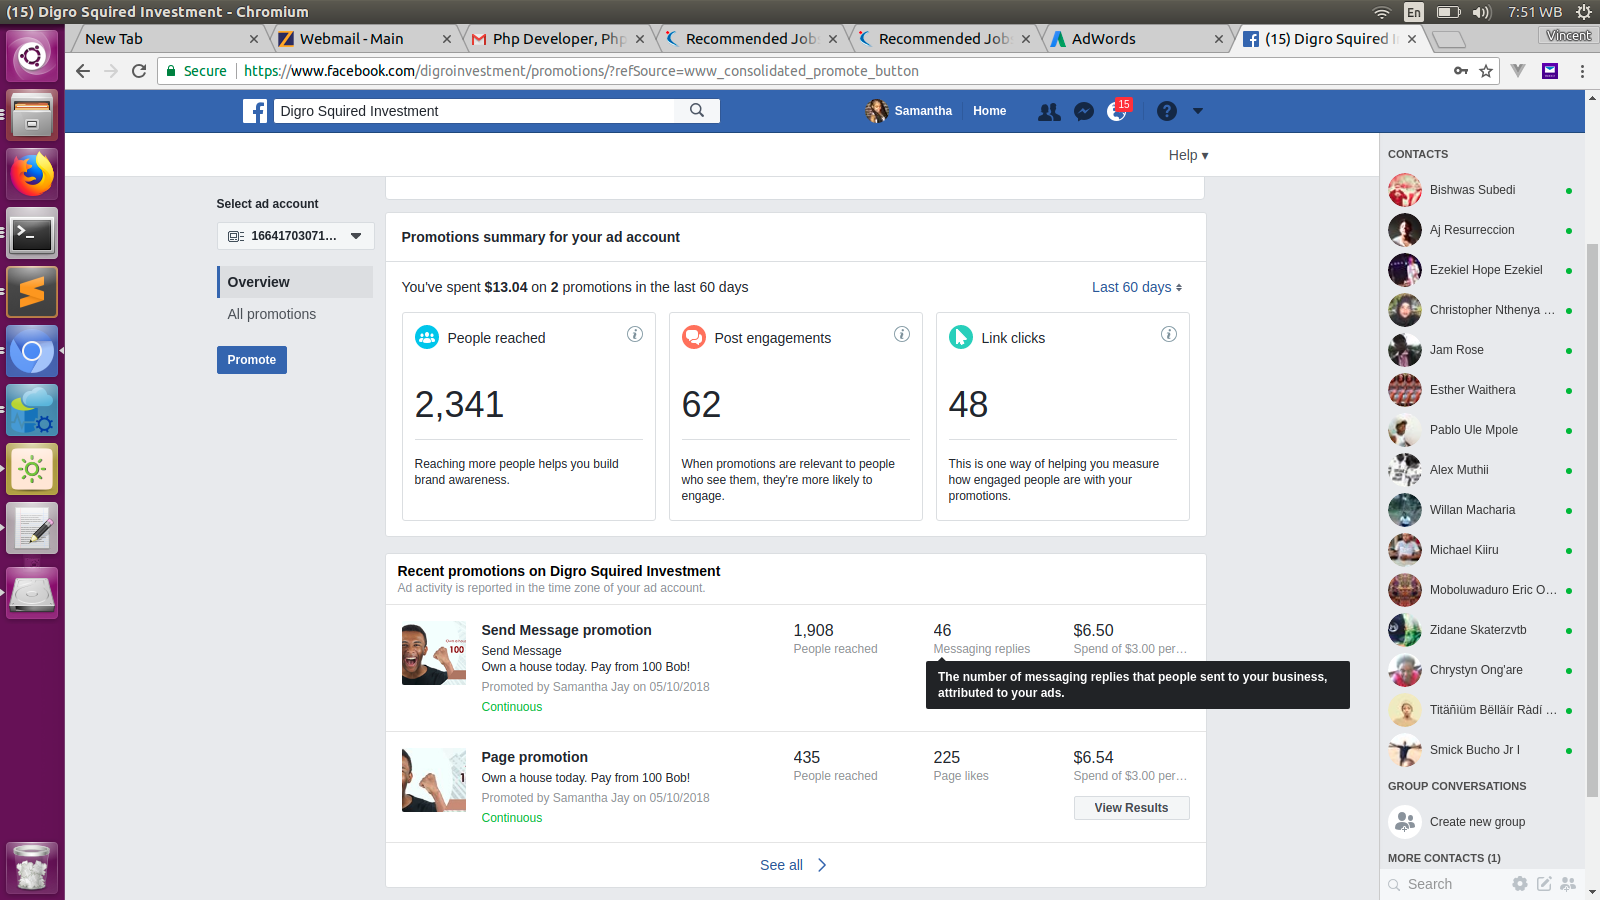 (15) Digro Squired Investment - Chromium
En
7:51 WB
New Tab
Webmail - Main
Php Developer, Php
Recommended Job
Recommended Job
AdWords
(15) Digro Squired I
Vincent
Secure
https://www.facebook.com/digroinvestment/promotions/?refSource=www_consolidated_promote_button
Digro Squired Investment
Samantha
Home
15
Help
Select ad account
16641703071...
Overview
All promotions
Promote
Promotions summary for your ad account
You've spent $13.04 on 2 promotions in the last 60 days
Last 60 days
People reached
2,341
Reaching more people helps you build
brand awareness.
Post engagements
62
When promotions are relevant to people
who see them, they're more likely to
engage.
Link clicks
48
This is one way of helping you measure
how engaged people are with your
promotions.
Recent promotions on Digro Squired Investment
Ad activity is reported in the time zone of your ad account.
100
Send Message promotion
Send Message
Own a house today. Pay from 100 Bob!
Promoted by Samantha Jay on 05/10/2018
Continuous
1,908
People reached
46
Messaging replies
$6.50
Spend of $3.00 per...
The number of messaging replies that people sent to your business,
attributed to your ads.
Page promotion
Own a house today. Pay from 100 Bob!
Promoted by Samantha Jay on 05/10/2018
Continuous
435
People reached
225
Page likes
$6.54
Spend of $3.00 per...
View Results
See all
CONTACTS
Bishwas Subedi
Aj Resurreccion
Ezekiel Hope Ezekiel
Christopher Nthenya ...
Jam Rose
Esther Waithera
Pablo Ule Mpole
Alex Muthii
Willan Macharia
Michael Kiiru
Moboluwaduro Eric O...
Zidane Skaterzvtb
Chrystyn Ong'are
Titäñiüm Bëlläír Ràdí ...
Smick Bucho Jr I
GROUP CONVERSATIONS
Create new group
MORE CONTACTS (1)
Search